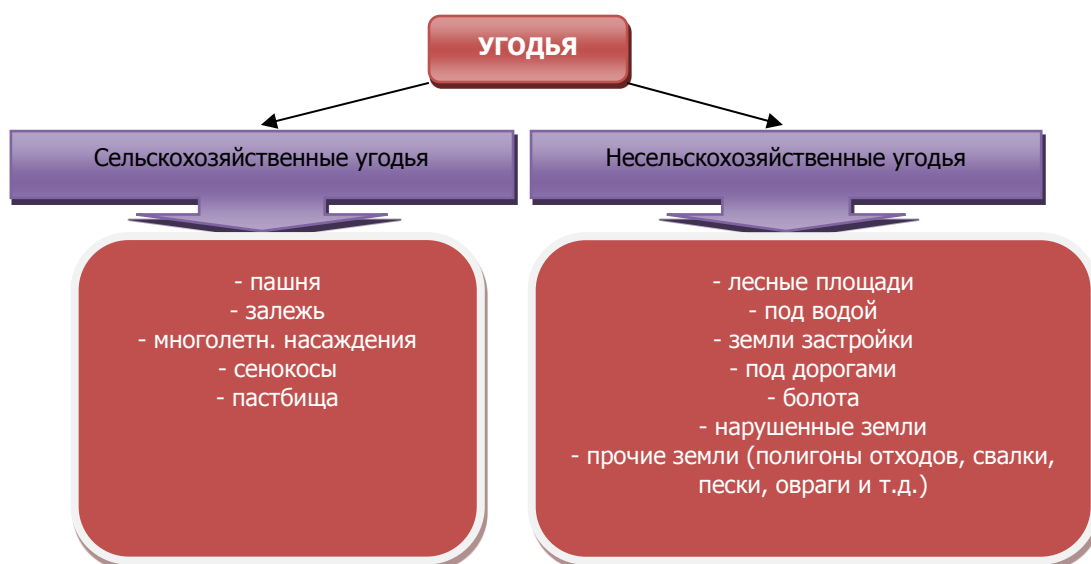 УГОДЬЯ
Сельскохозяйственные угодья
Несельскохозяйственные угодья
- пашня
- залежь
- многолетн. насаждения
- сенокосы
- пастбища
- лесные площади
- под водой
- земли застройки
- под дорогами
- болота
- нарушенные земли
- прочие земли (полигоны отходов, свалки,
пески, овраги и т.д.)